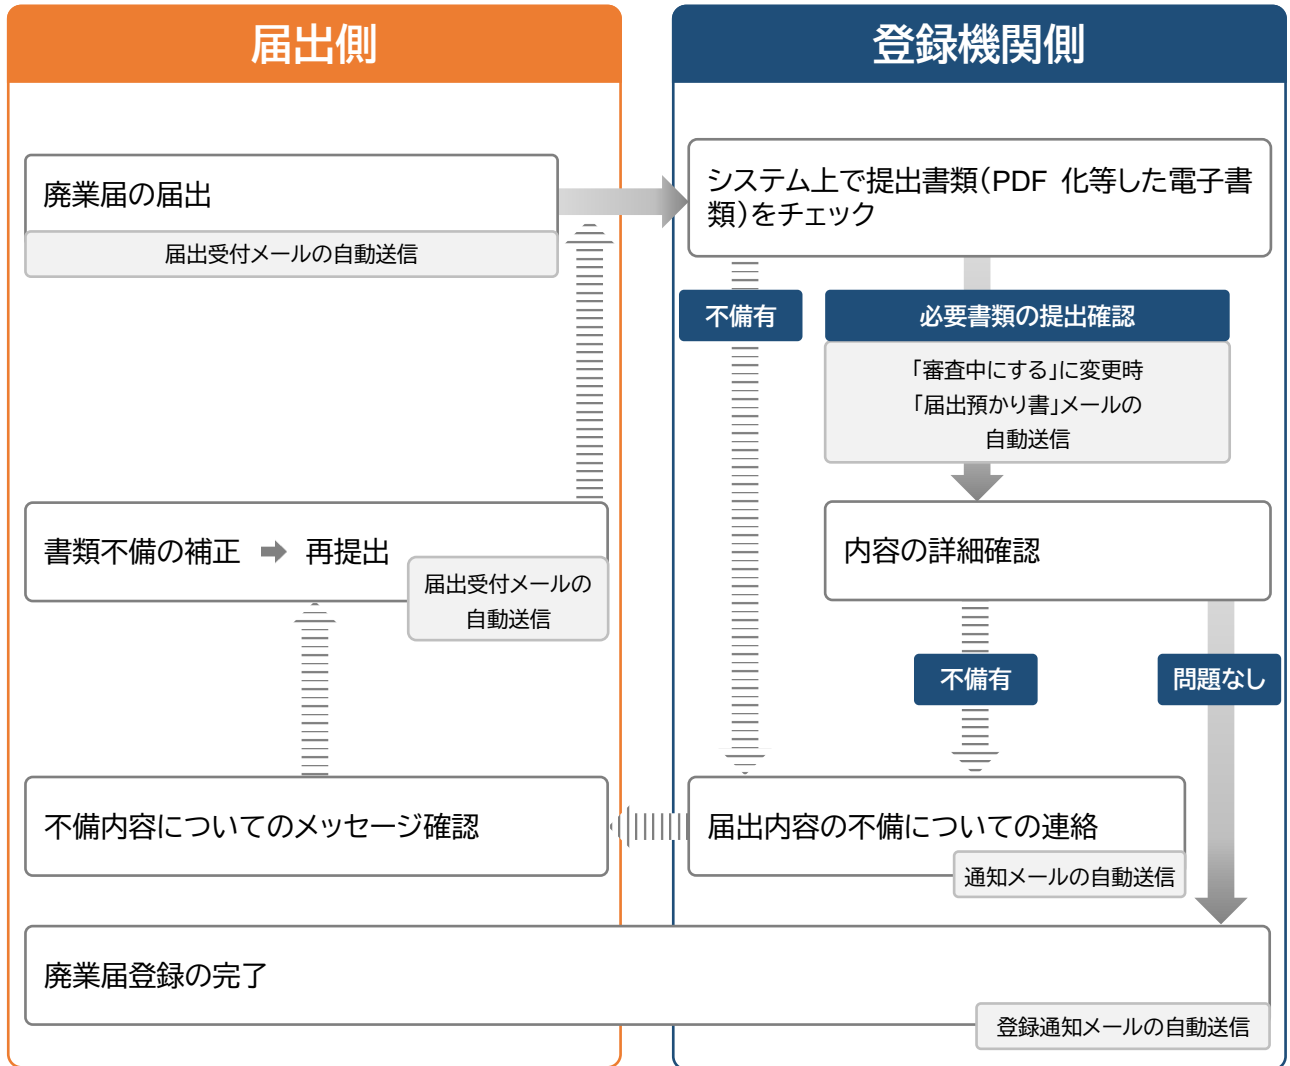 届出側
登録機関側
廃業届の届出
届出受付メールの自動送信
システム上で提出書類（PDF 化等した電子書
類）をチェック
不備有
必要書類の提出確認
「審査中にする」に変更時
「届出預かり書」メールの
自動送信
書類不備の補正 ➡ 再提出
届出受付メールの
自動送信
内容の詳細確認
不備有
問題なし
不備内容についてのメッセージ確認
届出内容の不備についての連絡
通知メールの自動送信
廃業届登録の完了
登録通知メールの自動送信